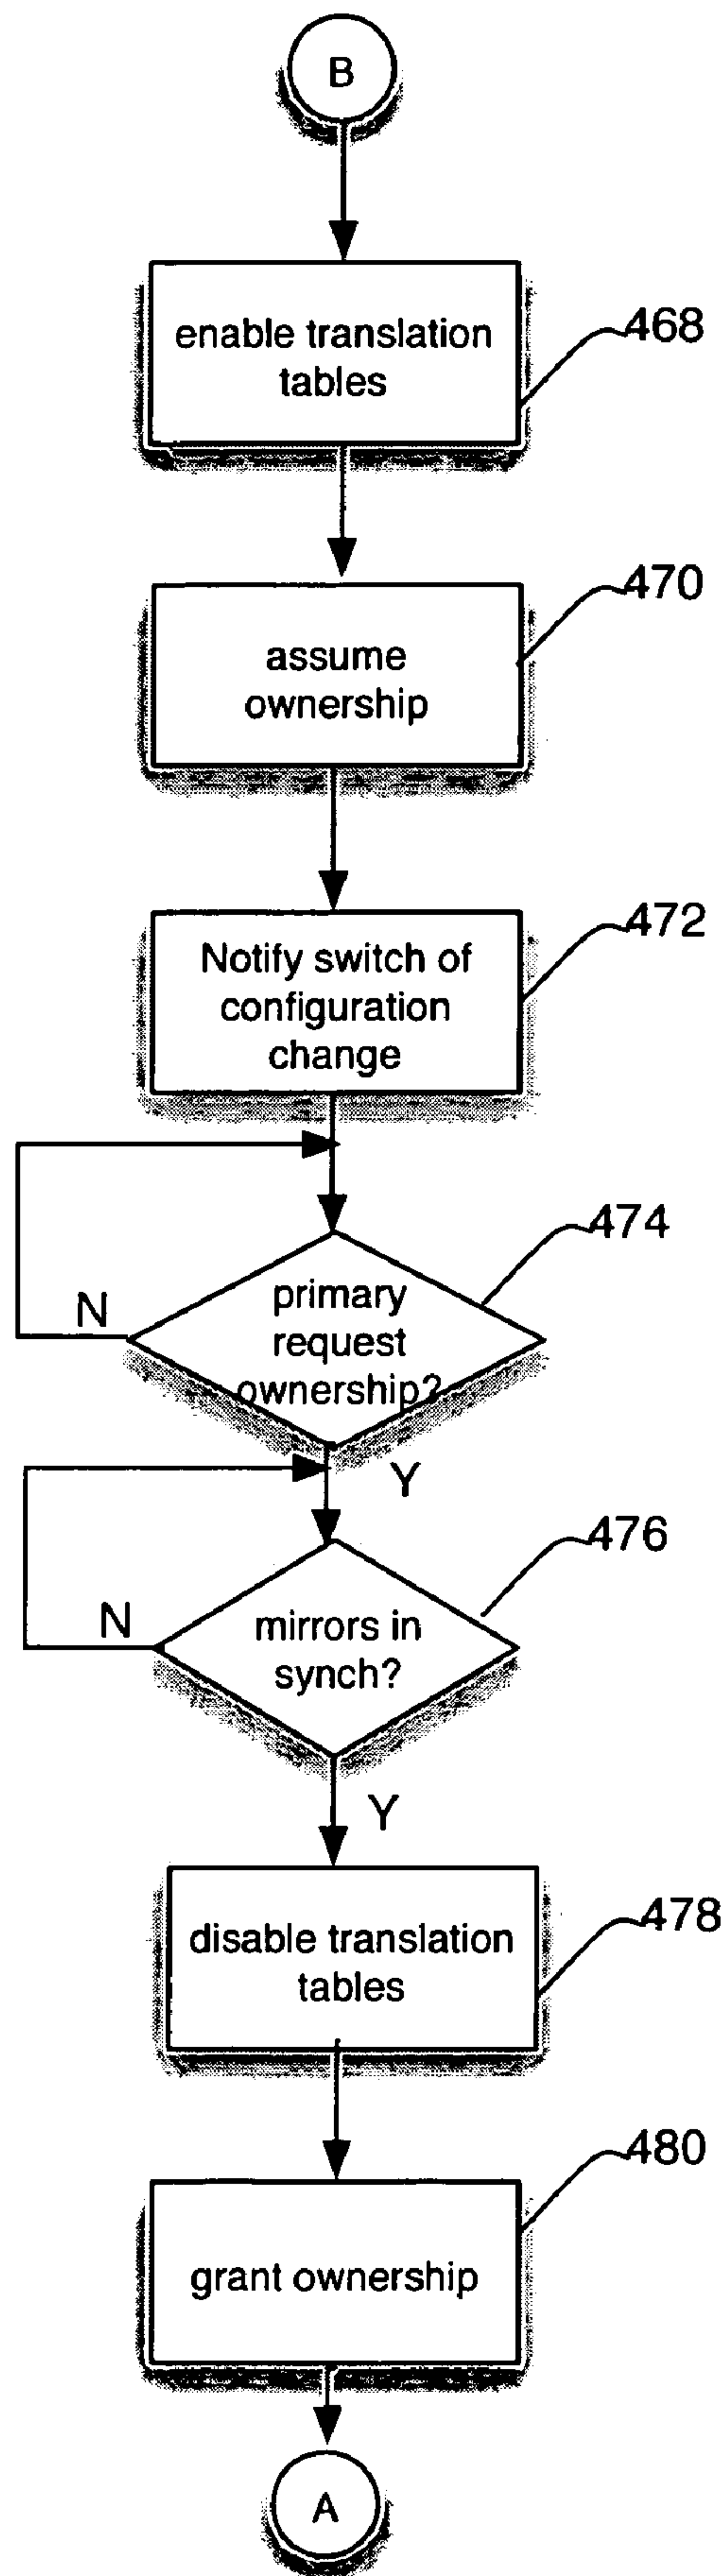 B
enable translation
tables
468
assume
ownership
470
Notify switch of
configuration
change
472
primary
request
ownership?
474
N
Y
mirrors in
synch?
476
N
Y
disable translation
tables
478
grant ownership
480
A